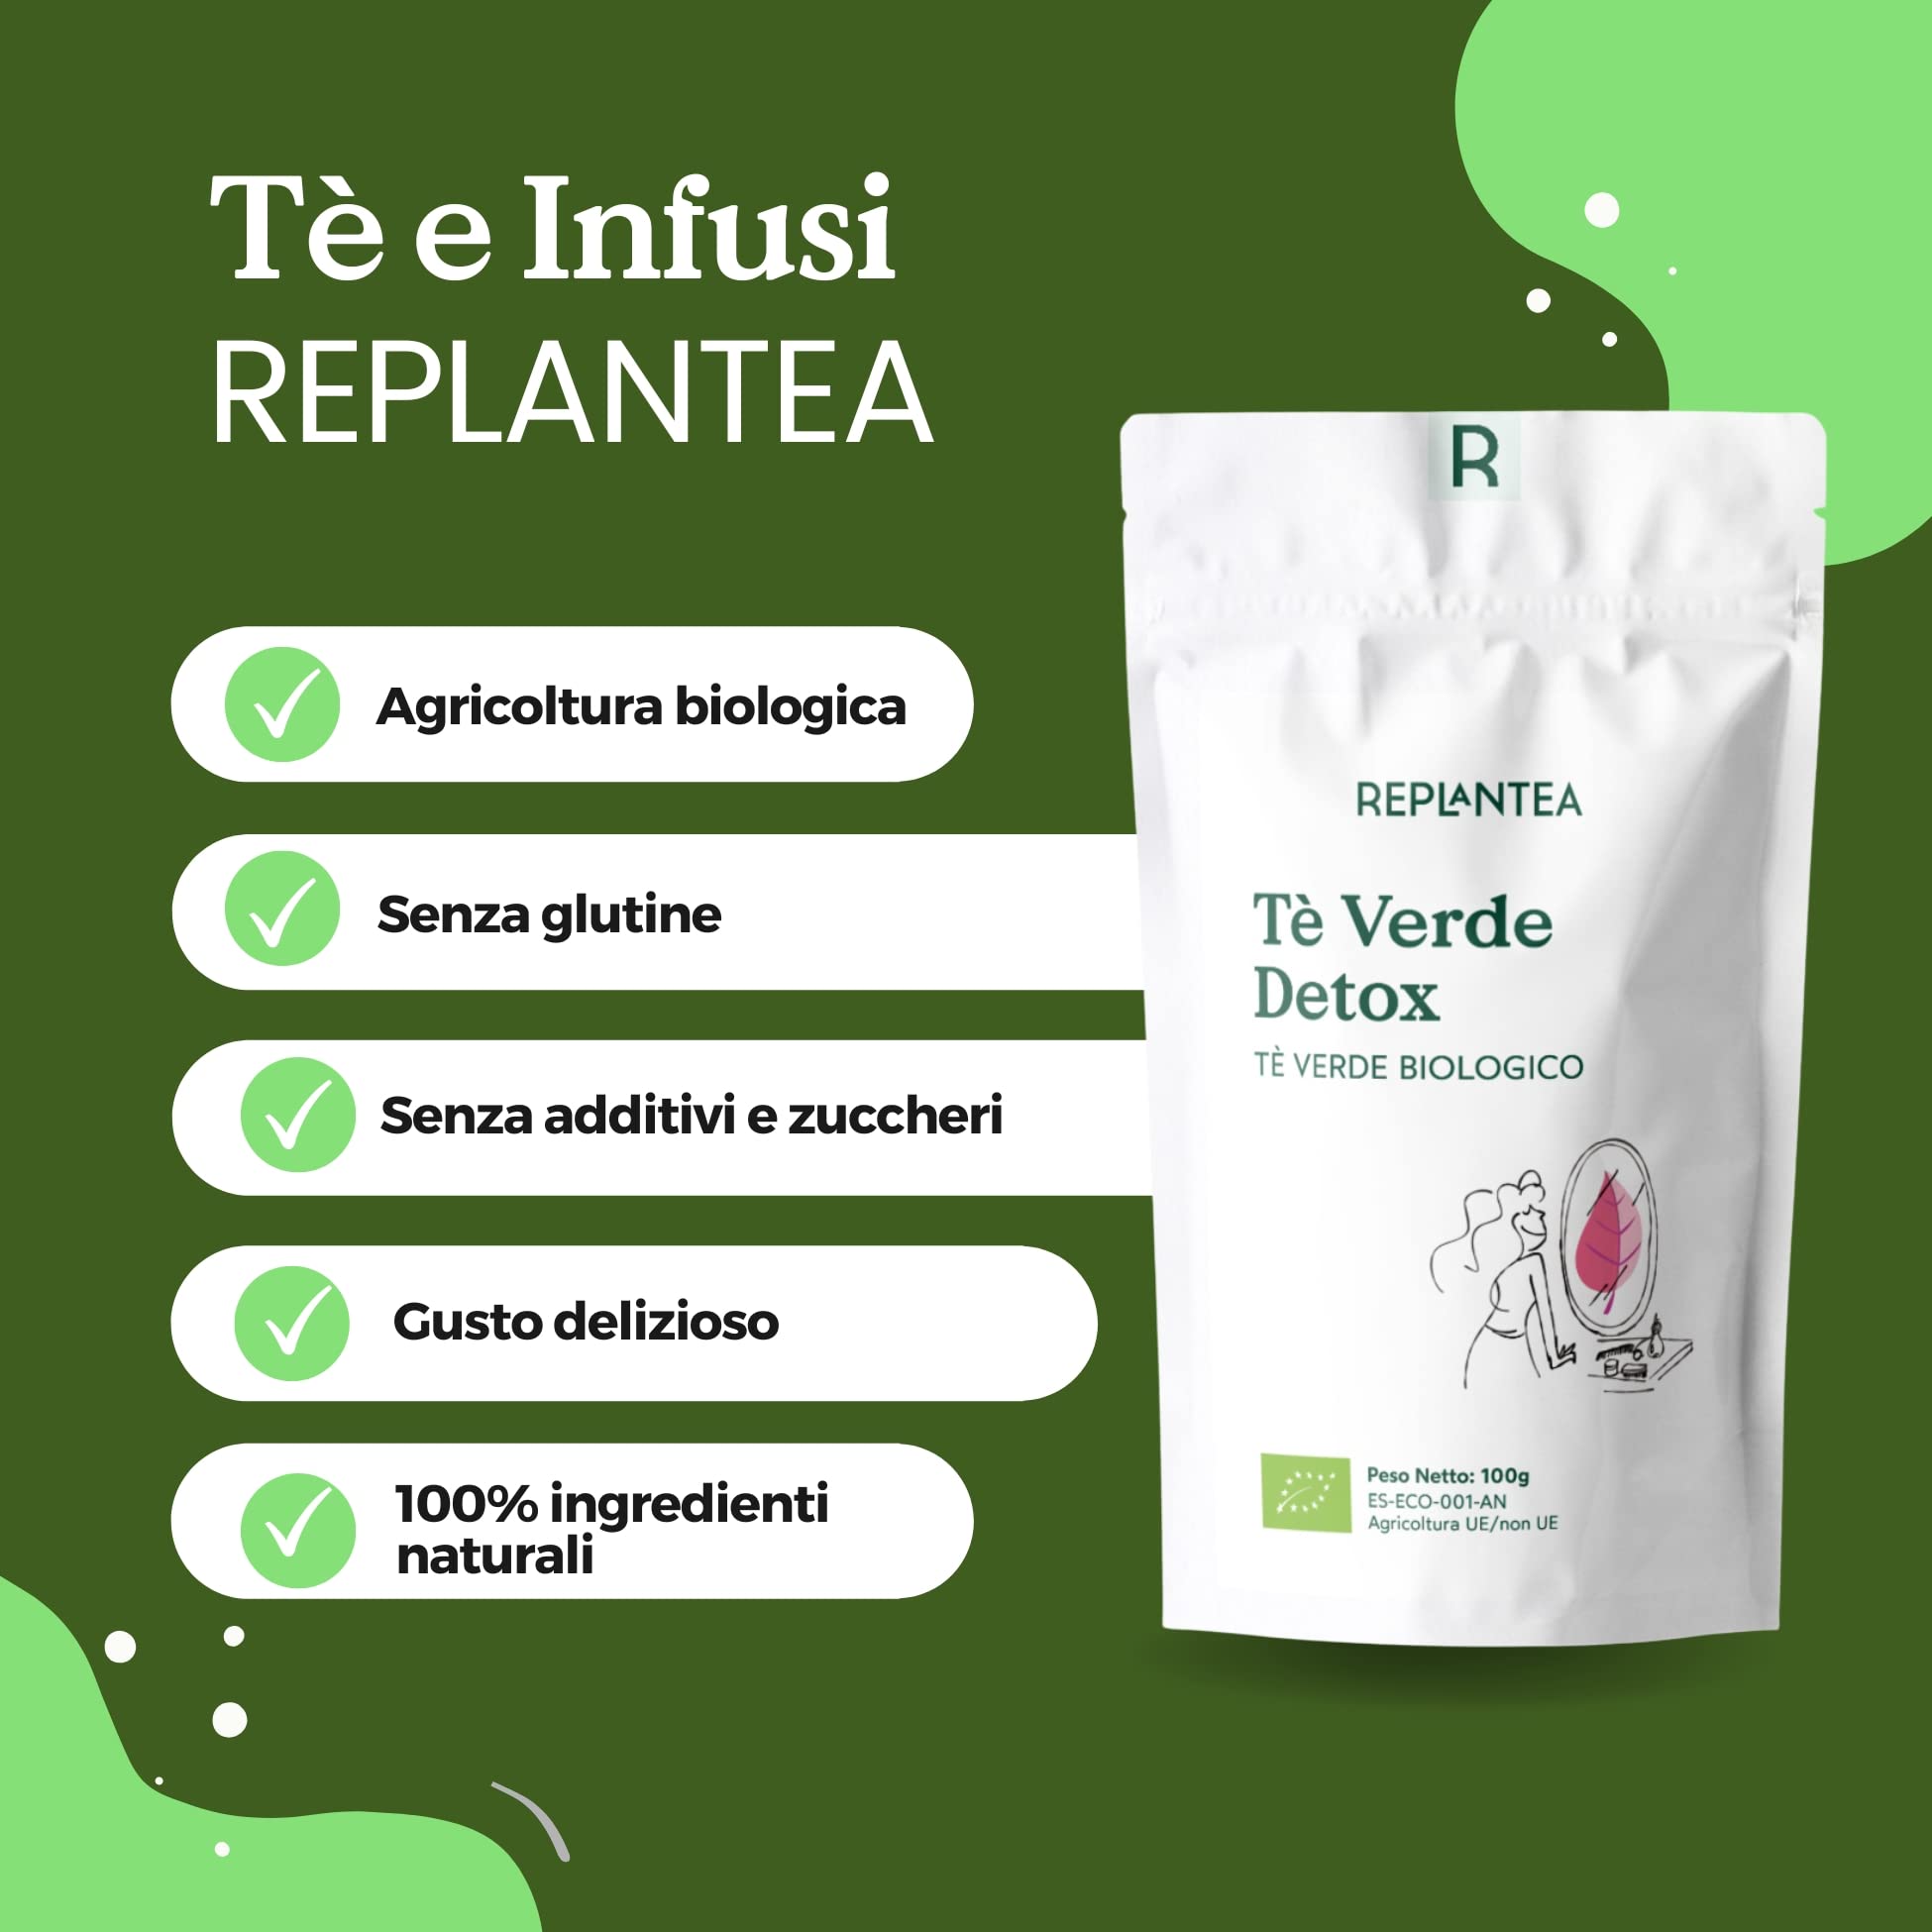 Tè e Infusi
REPLANTEA
Agricoltura biologica
Senza glutine
Senza additivi e zuccheri
Gusto delizioso
100% ingredienti
naturali
R
REPLANTEA
Tè Verde
Detox
TÈ VERDE BIOLOGICO
Peso Netto: 100g
ES-ECO-001-AN
Agricoltura UE/non UE